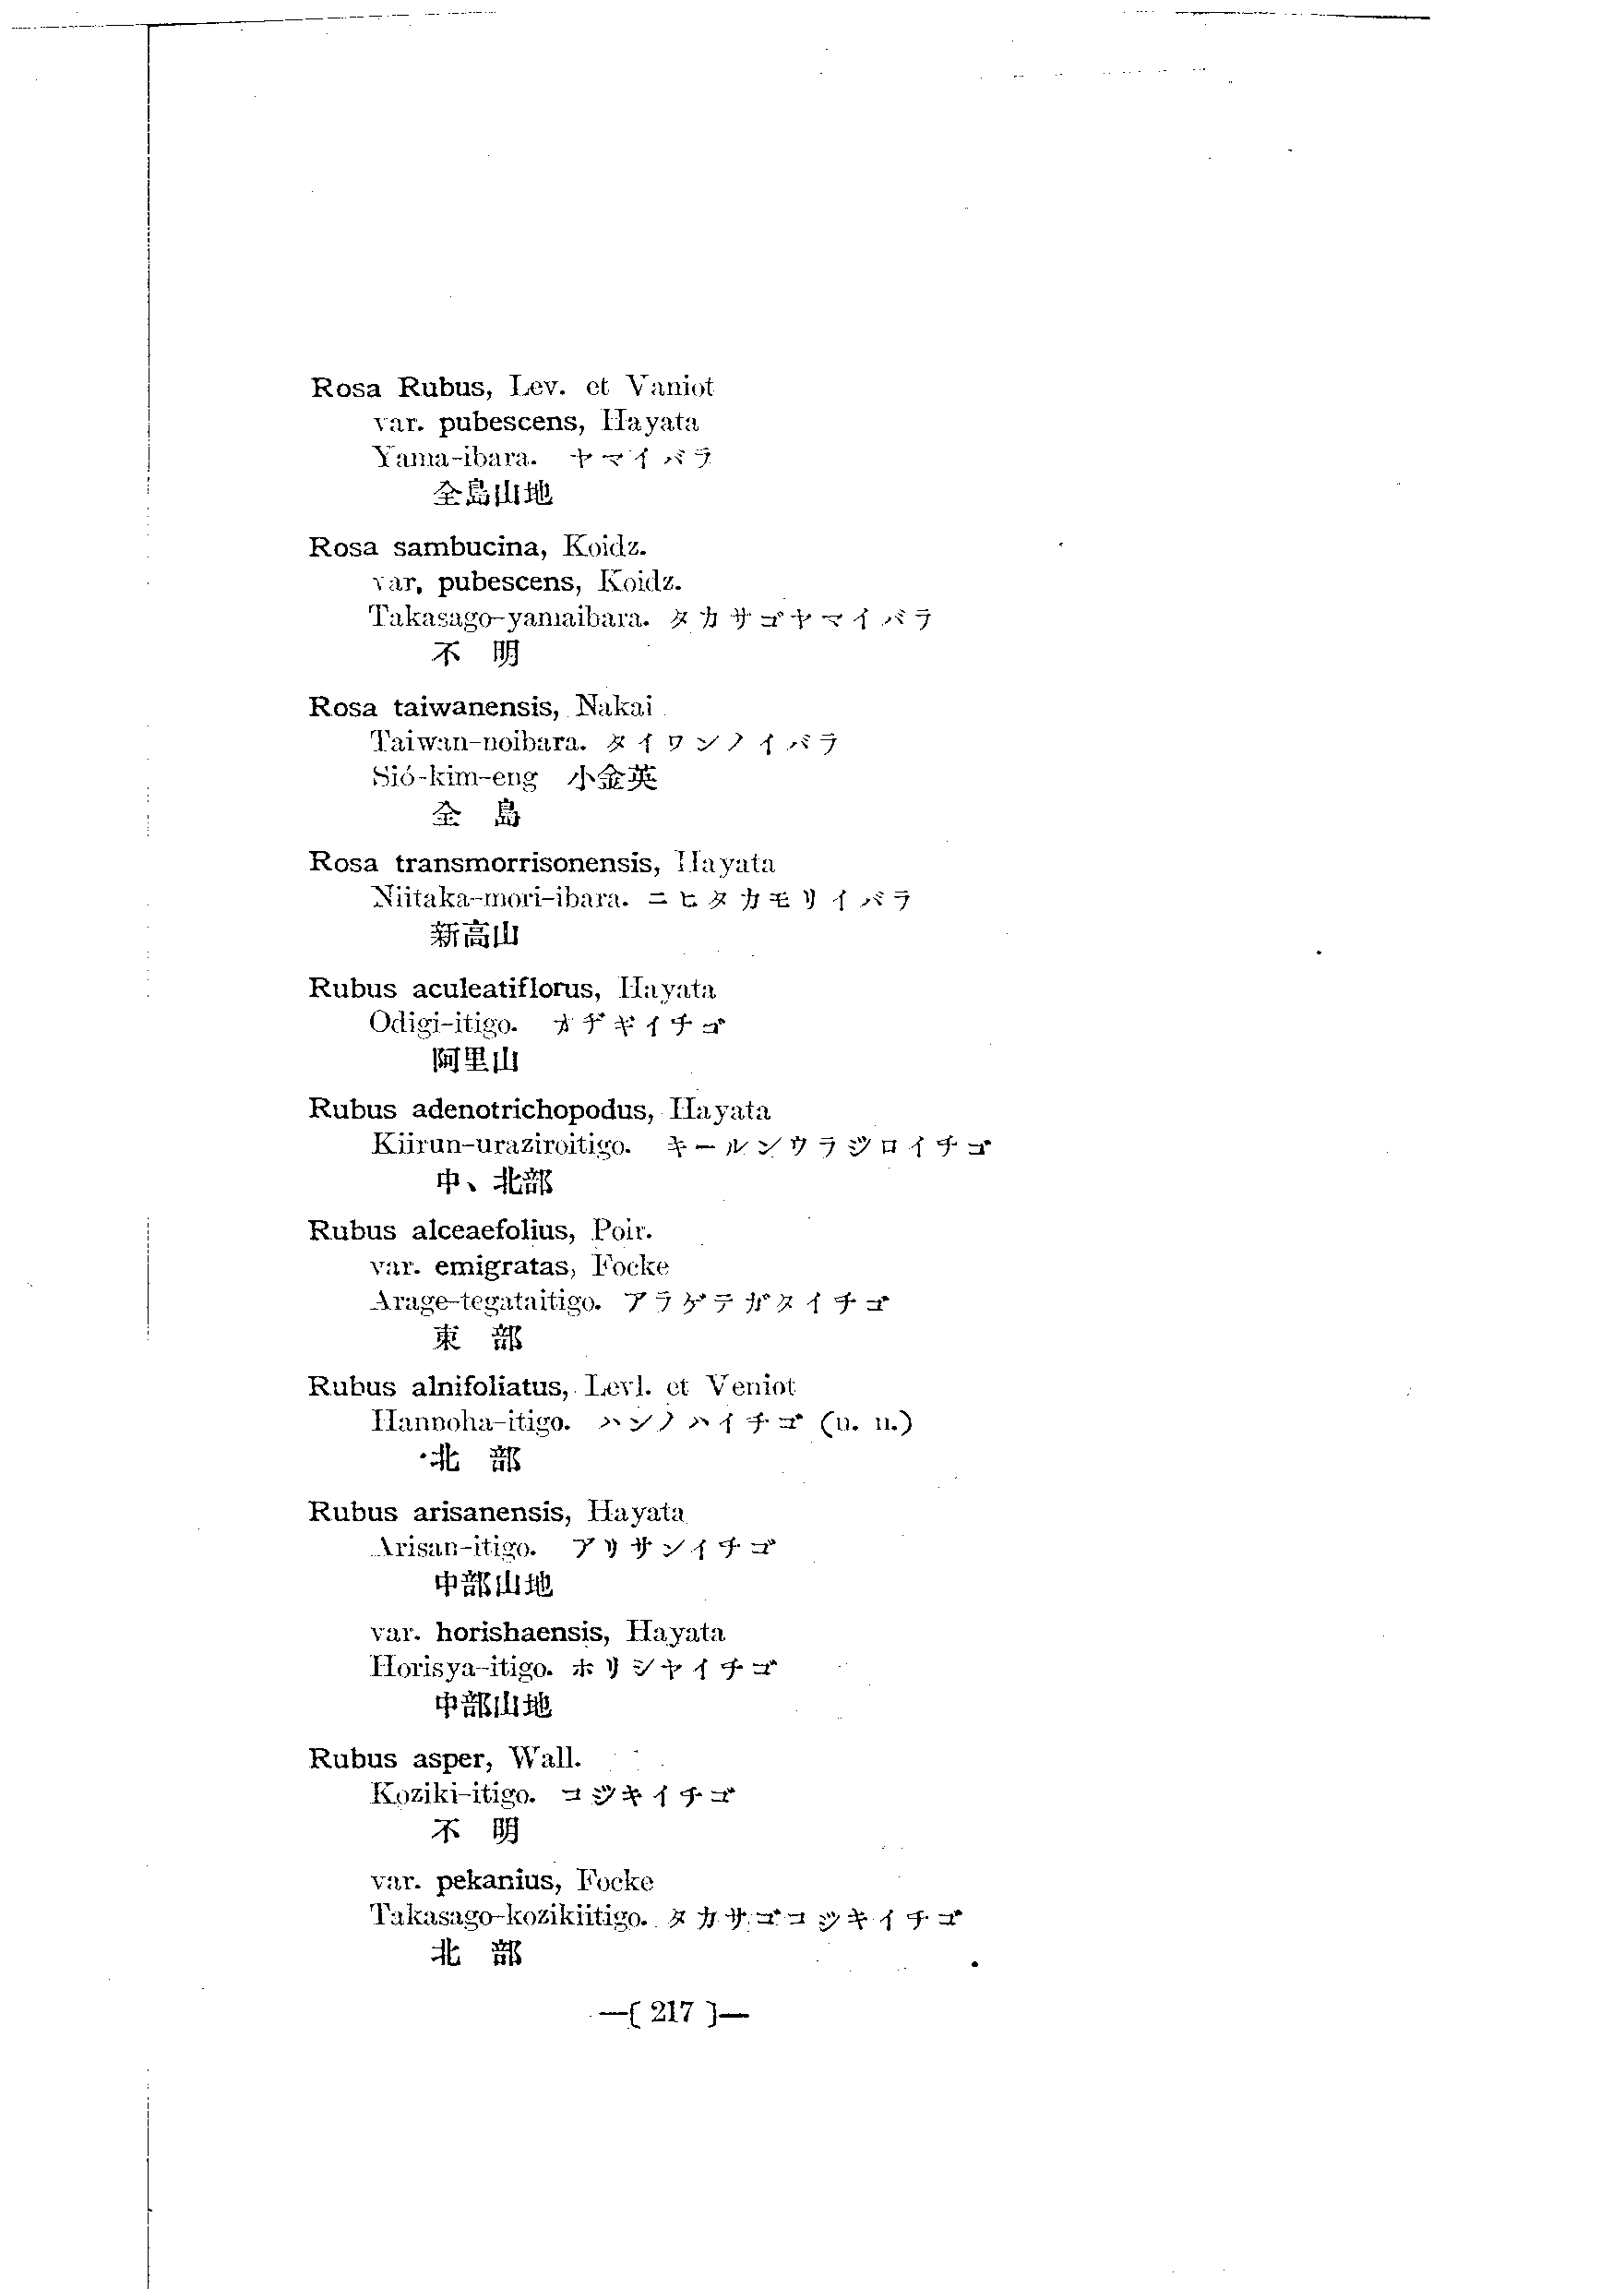 Rosa Rubus, Lev. et Vaniot
var. pubescens, Hayata
Yama-ibara. ヤマイバラ
全島山地
Rosa sambucina, Koidz.
var, pubescens, Koidz.
Takasago-yamaibara. タカサゴヤマイバラ
不 明
Rosa taiwanensis, Nakai
Taiwan-noibara. タイワンノイバラ
Sió-kim-eng 小金英
全 島
Rosa transmorrisonensis, Hayata
Niitaka-mori-ibara. ニヒタカモリイバラ
新高山
Rubus aculeatiflorus, Hayata
Odigi-itigo. オヂギイチゴ
阿里山
Rubus adenotrichopodus, Hayata
Kiirun-uraziroitigo. キールンウラジロイチゴ
中、北部
Rubus alceaefolius, Poir.
var. emigratas, Focke
Arage-tegataitigo. アラゲテガタイチゴ
東 部
Rubus alnifoliatus, Levl. et Veniot
Hannoha-itigo. ハンノハイチゴ (n. n.)
北 部
Rubus arisanensis, Hayata
Arisan-itigo. アリサンイチゴ
中部山地
var. horishaensis, Hayata
Horisya-itigo. ホリシヤイチゴ
中部山地
Rubus asper, Wall.
Koziki-itigo. コジキイチゴ
不 明
var. pekanius, Focke
Takasago-kozikiitigo. タカサゴコジキイチゴ
北 部
—( 217 )—